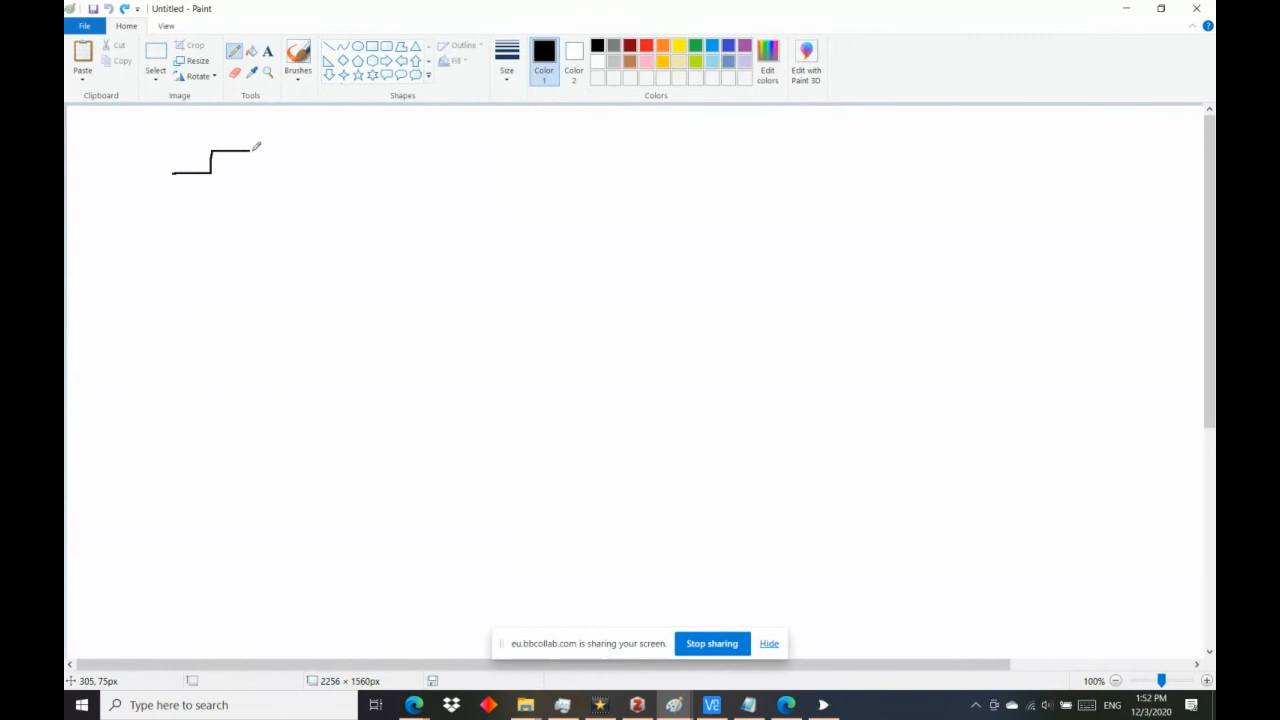 Untitled - Paint
File
Home
View
Paste
Cut
Copy
Clipboard
Select
Crop
Resize
Rotate
Image
A
Tools
Brushes
Shapes
Outline
Fill
Size
Color 1
Color 2
Colors
Edit colors
Edit with Paint 3D
eu.bbcollab.com is sharing your screen.
Stop sharing
Hide
305, 75px
2256 × 1560px
100%
Type here to search
ENG
1:52 PM
12/3/2020